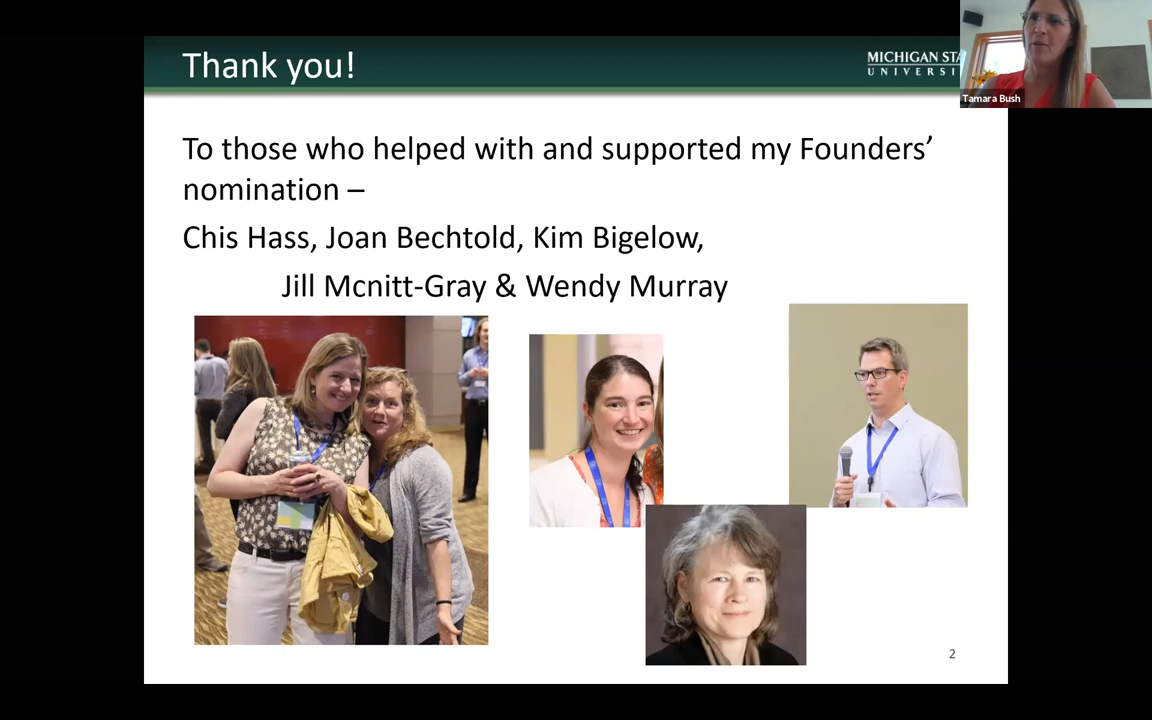 Thank you!
MICHIGAN STA
UNIVERSI
Tamara Bush
To those who helped with and supported my Founders’
nomination –
Chis Hass, Joan Bechtold, Kim Bigelow,
Jill Mcnitt-Gray & Wendy Murray
2